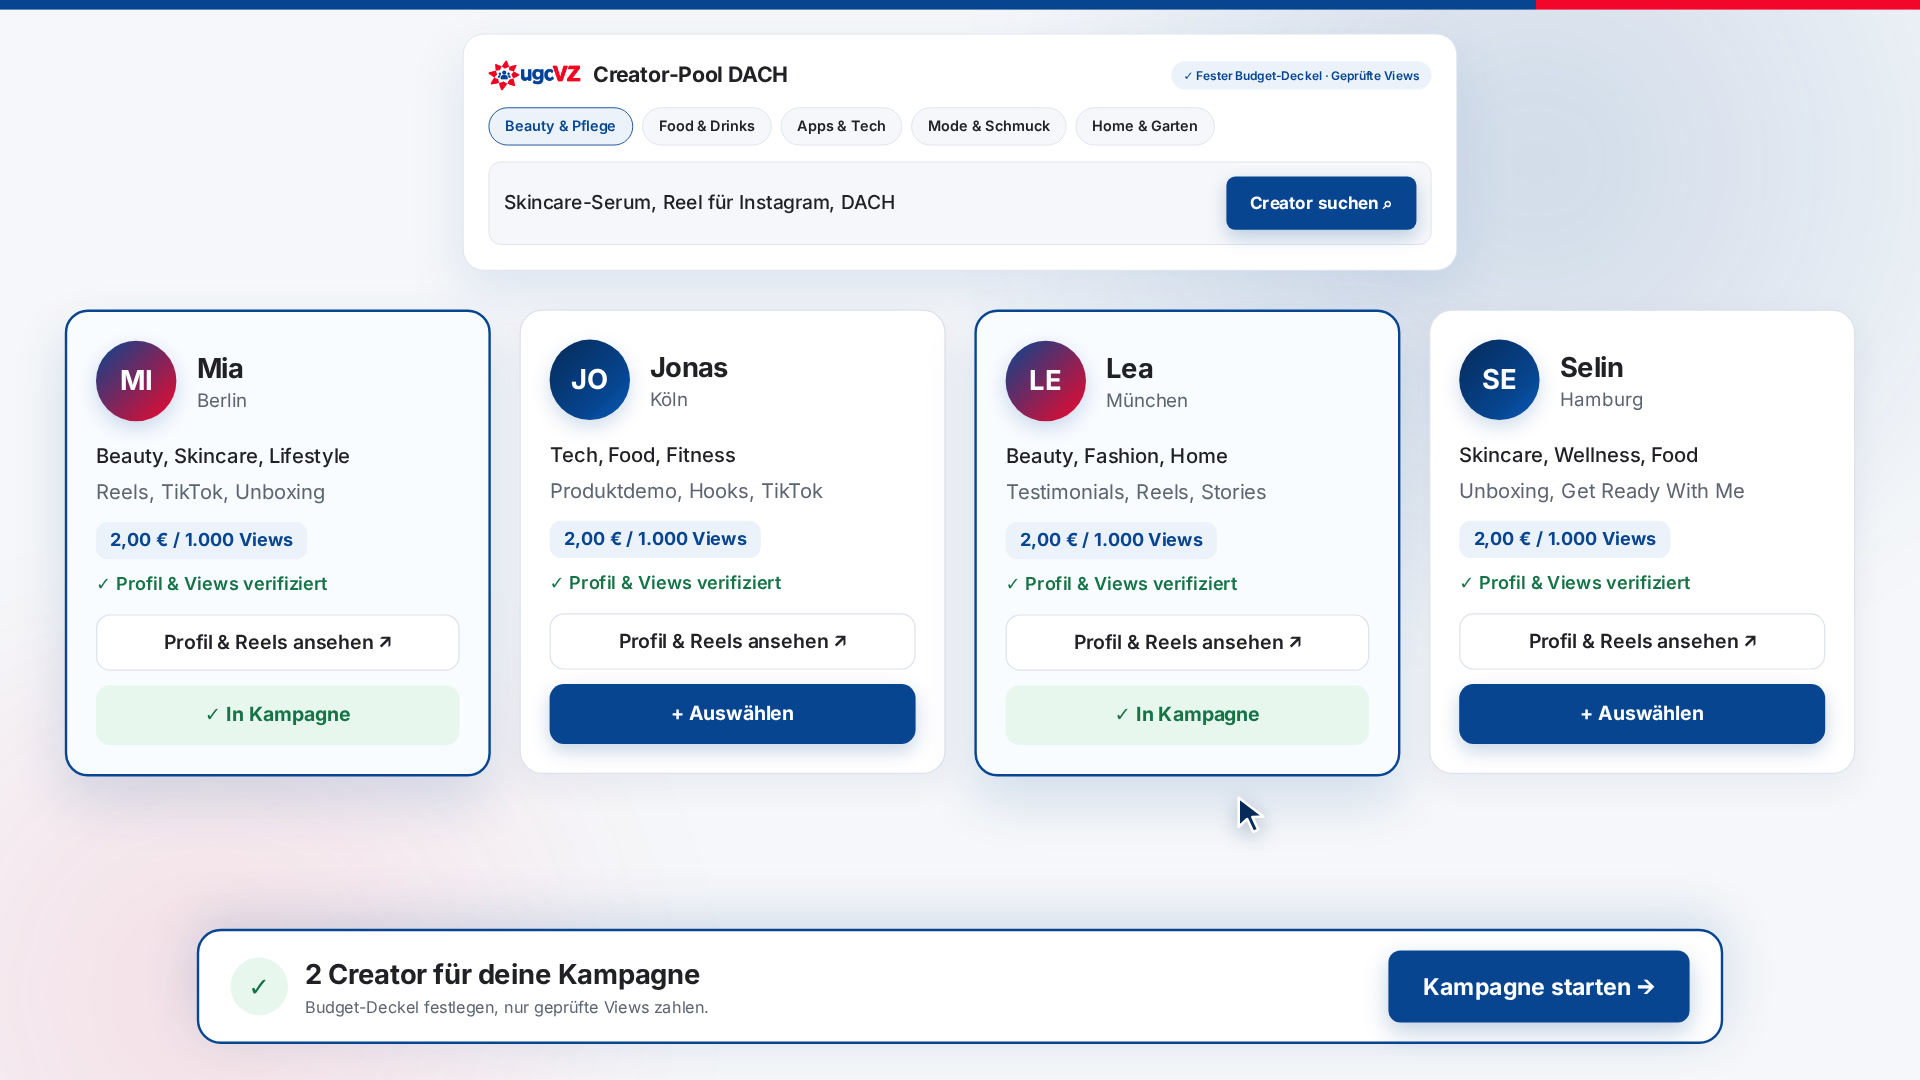 ugcVZ Creator-Pool DACH
✓ Fester Budget-Deckel · Geprüfte Views
Beauty & Pflege
Food & Drinks
Apps & Tech
Mode & Schmuck
Home & Garten
Skincare-Serum, Reel für Instagram, DACH
Creator suchen ⌕
MI
Mia
Berlin
Beauty, Skincare, Lifestyle
Reels, TikTok, Unboxing
2,00 € / 1.000 Views
✓ Profil & Views verifiziert
Profil & Reels ansehen ↗
✓ In Kampagne
JO
Jonas
Köln
Tech, Food, Fitness
Produktdemo, Hooks, TikTok
2,00 € / 1.000 Views
✓ Profil & Views verifiziert
Profil & Reels ansehen ↗
+ Auswählen
LE
Lea
München
Beauty, Fashion, Home
Testimonials, Reels, Stories
2,00 € / 1.000 Views
✓ Profil & Views verifiziert
Profil & Reels ansehen ↗
✓ In Kampagne
SE
Selin
Hamburg
Skincare, Wellness, Food
Unboxing, Get Ready With Me
2,00 € / 1.000 Views
✓ Profil & Views verifiziert
Profil & Reels ansehen ↗
+ Auswählen
✓
2 Creator für deine Kampagne
Budget-Deckel festlegen, nur geprüfte Views zahlen.
Kampagne starten →